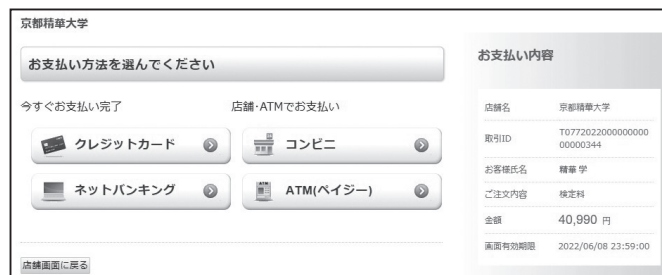 京都精華大学
お支払い方法を選んでください
今すぐお支払い完了
店舗･ATMでお支払い
クレジットカード
コンビニ
ネットバンキング
ATM(ペイジー)
店舗画面に戻る
お支払い内容
店舗名 京都精華大学
取引ID T0772022000000000
00000344
お客様氏名 精華 学
ご注文内容 検定料
金額 40,990 円
画面有効期限 2022/06/08 23:59:00